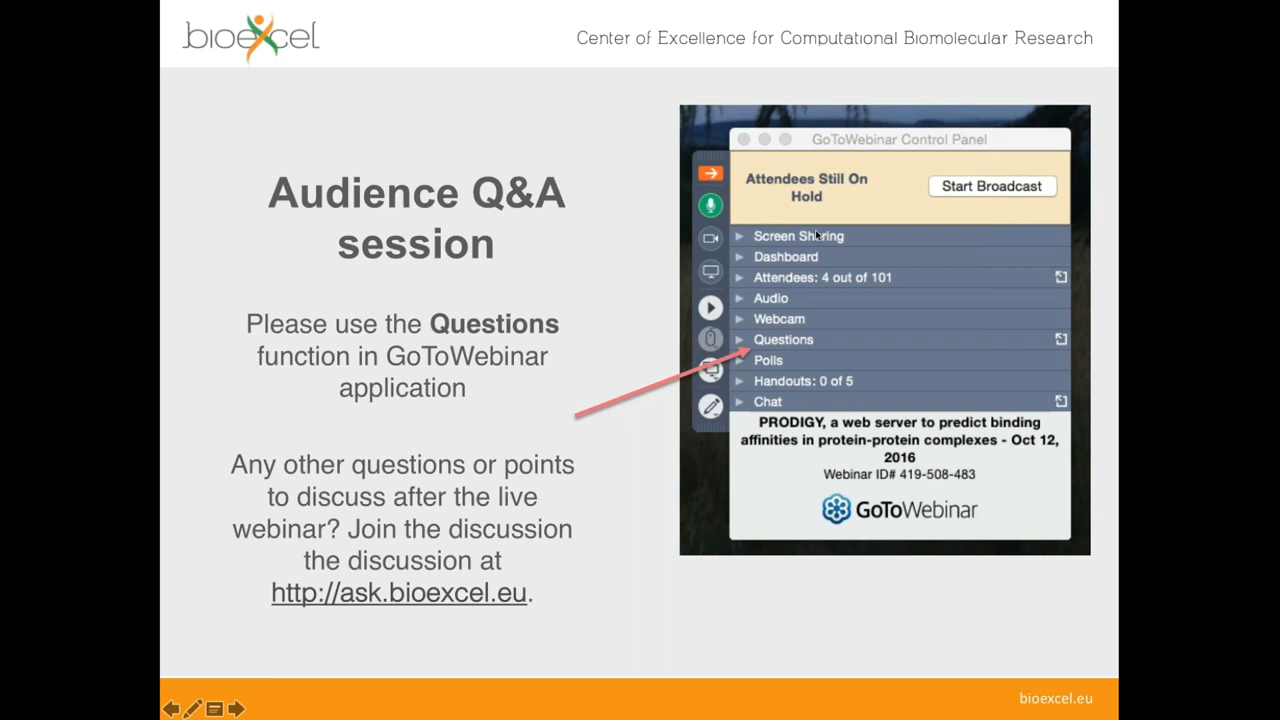 bioexcel
Center of Excellence for Computational Biomolecular Research
Audience Q&A
session
Please use the Questions
function in GoToWebinar
application
Any other questions or points
to discuss after the live
webinar? Join the discussion
the discussion at
http://ask.bioexcel.eu.
GoToWebinar Control Panel
Attendees Still On
Hold
Start Broadcast
Screen Sharing
Dashboard
Attendees: 4 out of 101
Audio
Webcam
Questions
Polls
Handouts: 0 of 5
Chat
PRODIGY, a web server to predict binding
affinities in protein-protein complexes - Oct 12,
2016
Webinar ID# 419-508-483
GoToWebinar
bioexcel.eu